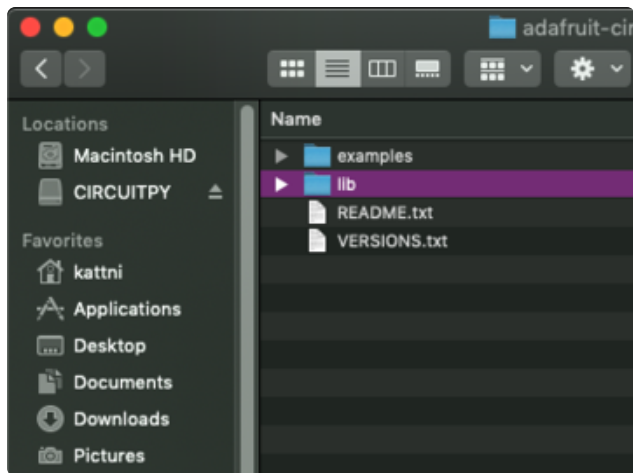 adafruit-cir
Locations
Macintosh HD
CIRCUITPY
Favorites
kattni
Applications
Desktop
Documents
Downloads
Pictures
Name
examples
lib
README.txt
VERSIONS.txt